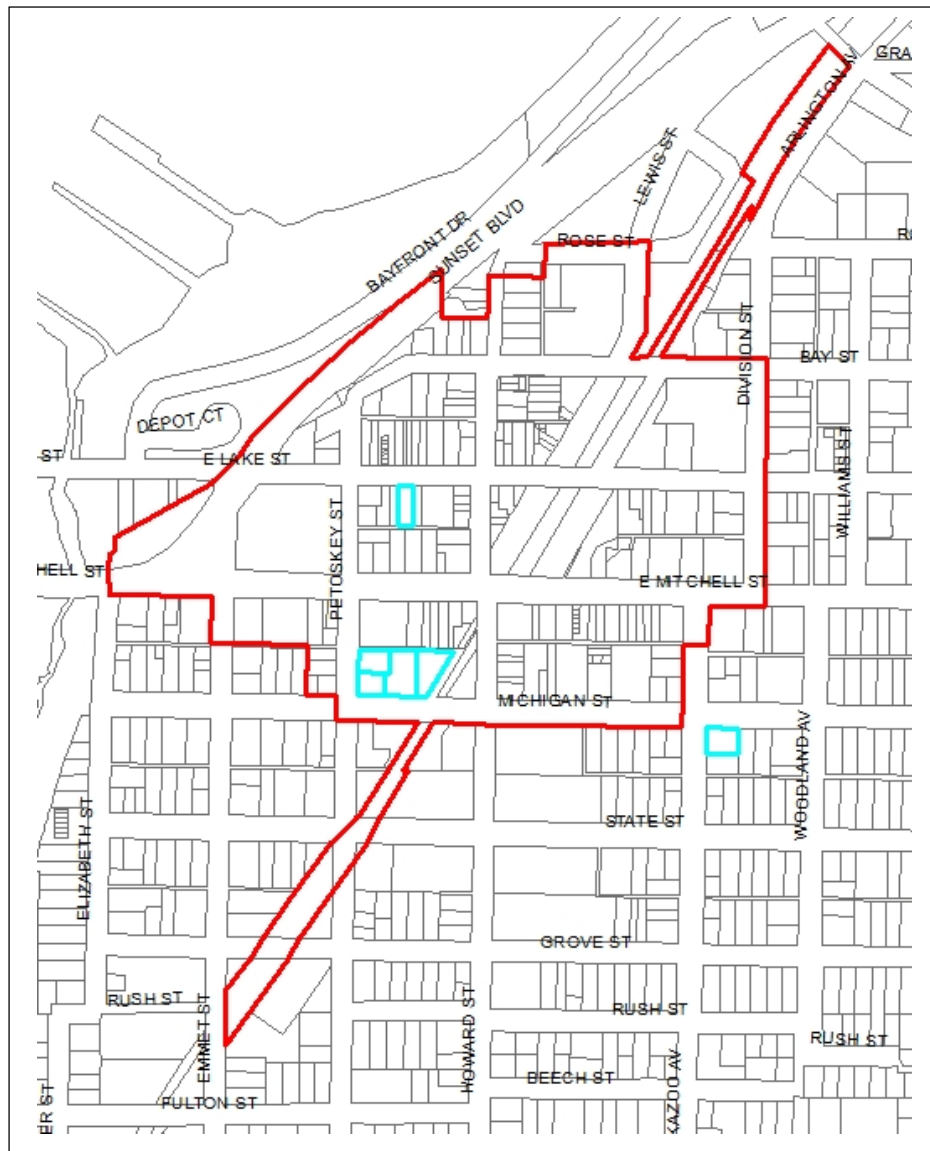 GRA
ARLINGTON AV
LEWIS ST
BAYFRONT DR
SUNSET BLVD
ROSE ST
DIVISION ST
BAY ST
DEPOT CT
ST
E LAKE ST
WILLIAMS ST
PETOSKEY ST
HELL ST
E MITCHELL ST
MICHIGAN ST
WOODLAND AV
STATE ST
ELIZABETH ST
GROVE ST
RUSH ST
EMMET ST
HOWARD ST
RUSH ST
RUSH ST
BEECH ST
KAZOO AV
FULTON ST
ER ST